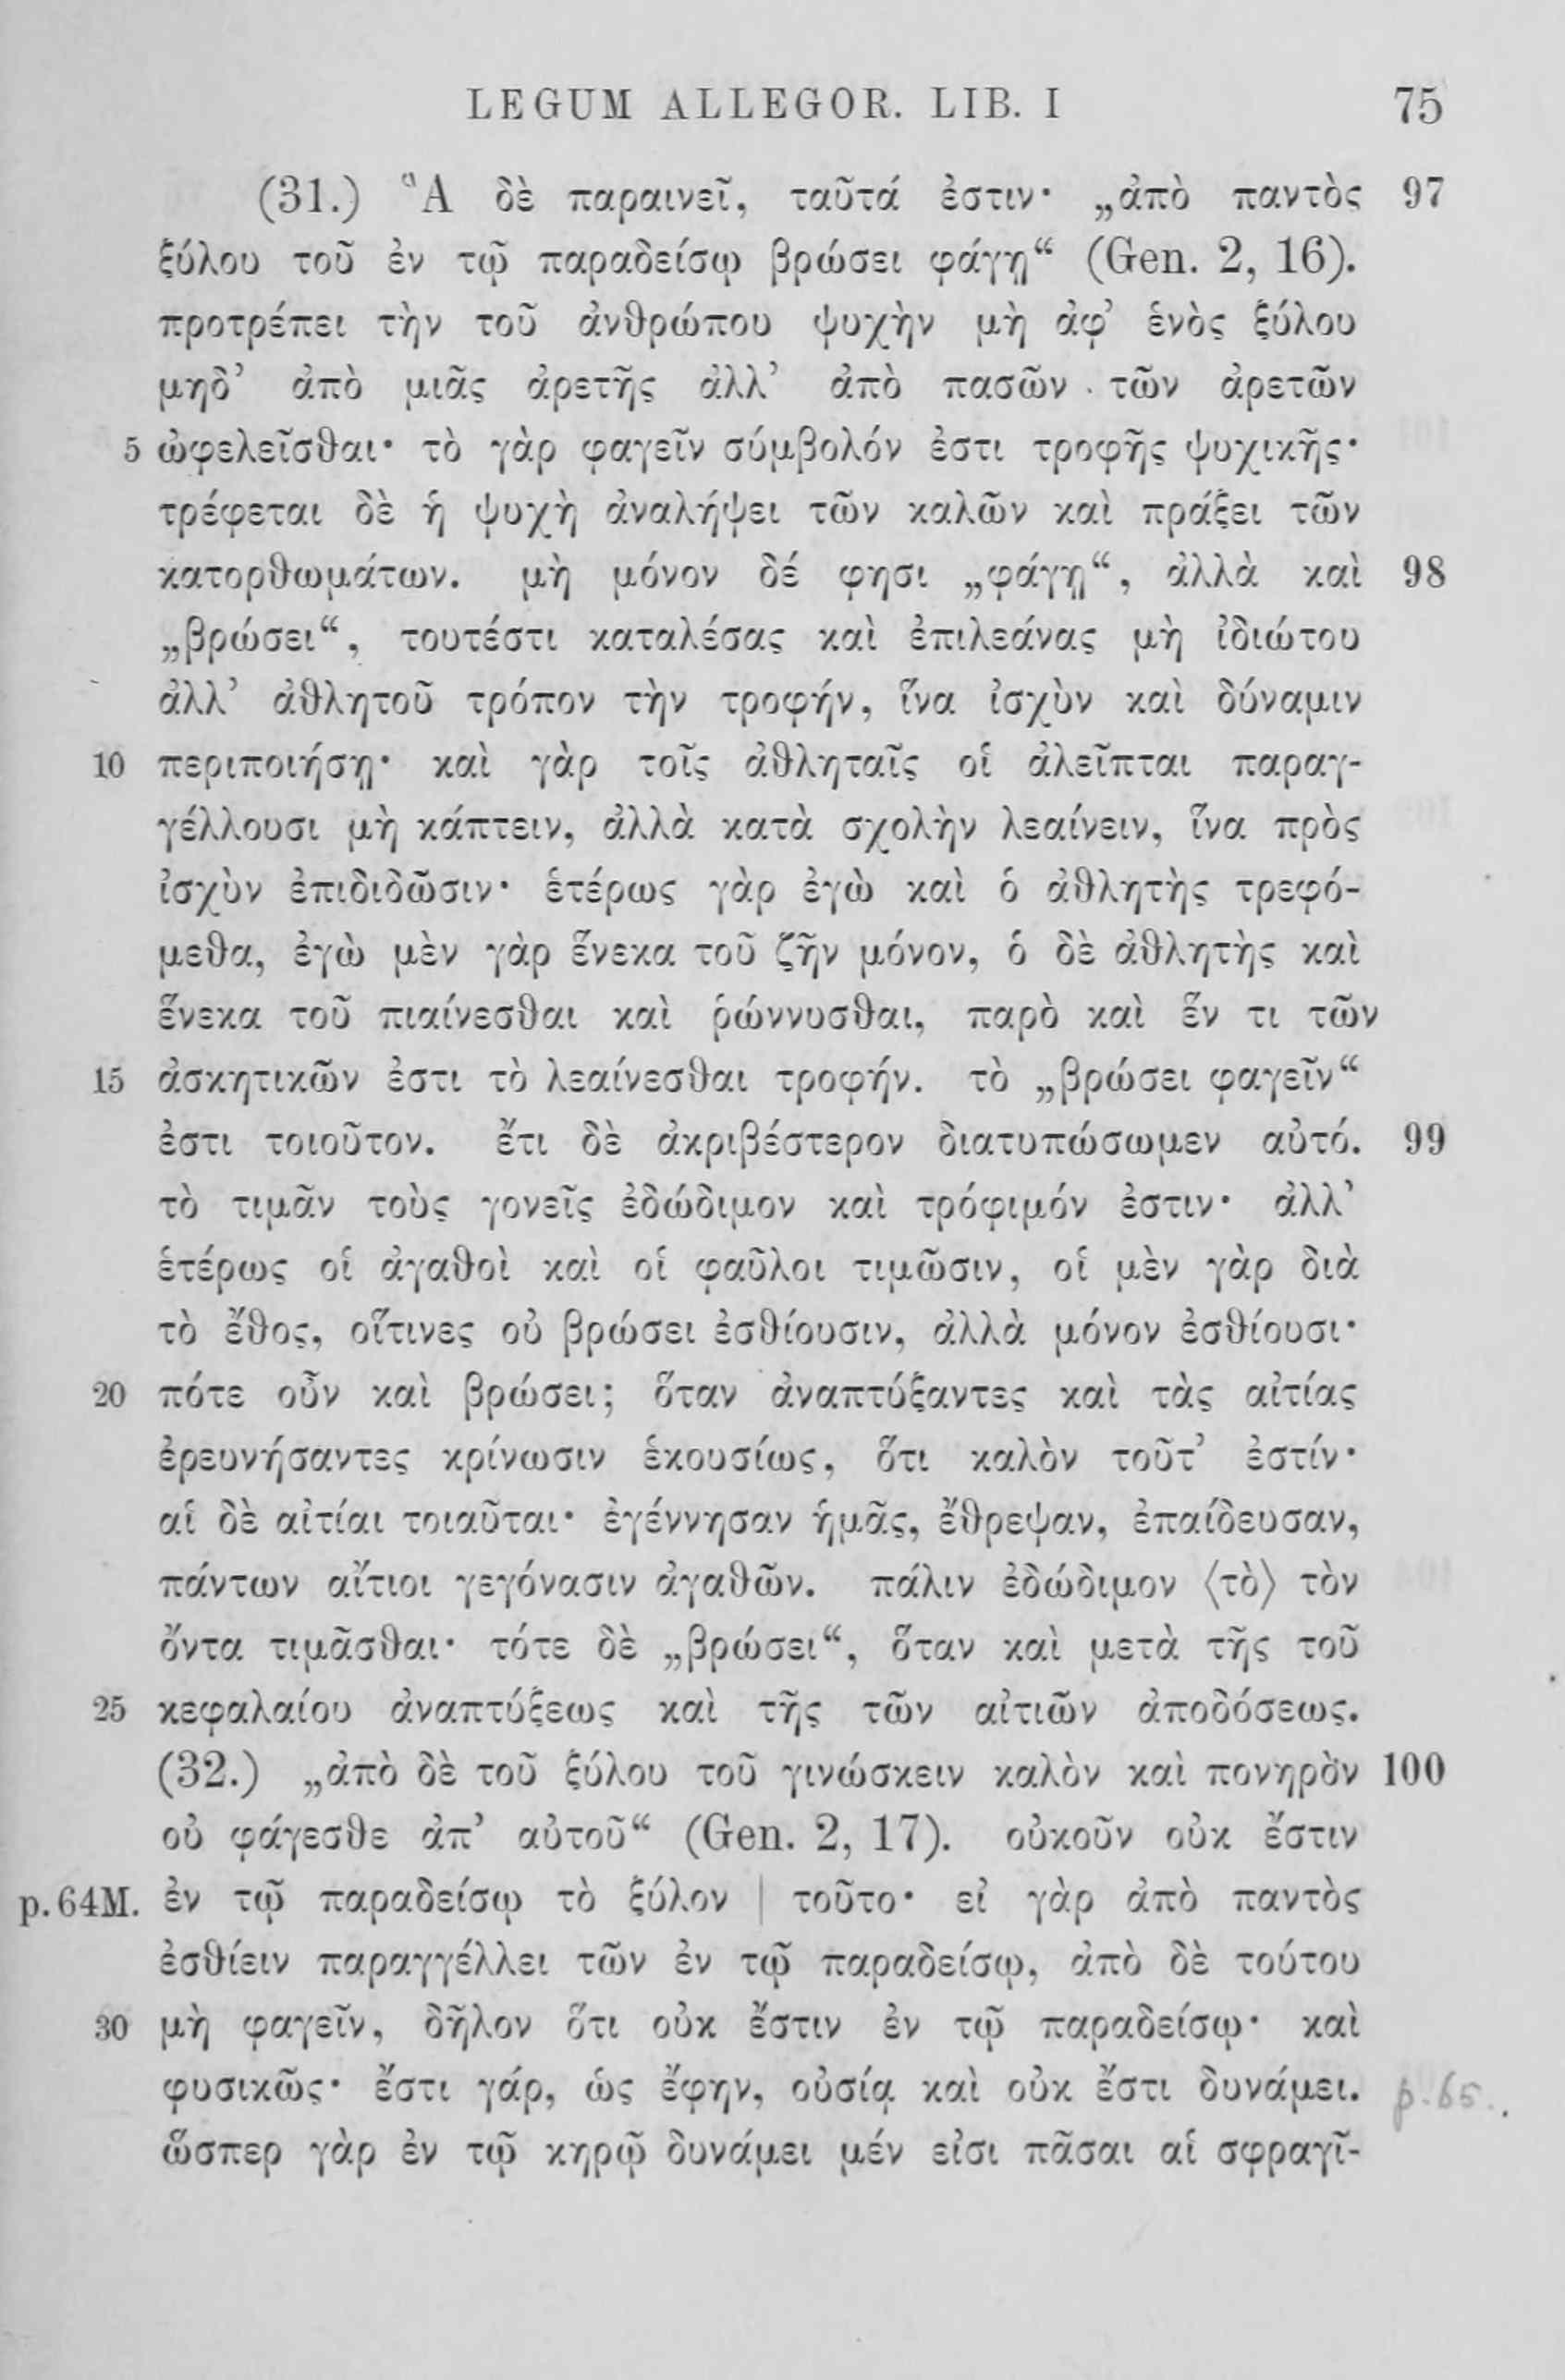 LEGUM ALLEGOR. LIB. I 75
(31.) Ἃ δὲ παραινεῖ, ταῦτά ἐστιν· „ἀπὸ παντὸς 97
ξύλου τοῦ ἐν τῷ παραδείσῳ βρώσει φάγῃ“ (Gen. 2, 16).
προτρέπει τὴν τοῦ ἀνθρώπου ψυχὴν μὴ ἀφ’ ἑνὸς ξύλου
μηδ’ ἀπὸ μιᾶς ἀρετῆς ἀλλ’ ἀπὸ πασῶν τῶν ἀρετῶν
5 ὠφελεῖσθαι· τὸ γὰρ φαγεῖν σύμβολόν ἐστι τροφῆς ψυχικῆς·
τρέφεται δὲ ἡ ψυχὴ ἀναλήψει τῶν καλῶν καὶ πράξει τῶν
κατορθωμάτων. μὴ μόνον δέ φησι „φάγῃ“, ἀλλὰ καὶ 98
„βρώσει“, τουτέστι καταλέσας καὶ ἐπιλεάνας μὴ ἰδιώτου
ἀλλ’ ἀθλητοῦ τρόπον τὴν τροφήν, ἵνα ἰσχὺν καὶ δύναμιν
10 περιποιήσῃ· καὶ γὰρ τοῖς ἀθληταῖς οἱ ἀλεῖπται παραγ-
γέλλουσι μὴ κάπτειν, ἀλλὰ κατὰ σχολὴν λεαίνειν, ἵνα πρὸς
ἰσχὺν ἐπιδιδῶσιν· ἑτέρως γὰρ ἐγὼ καὶ ὁ ἀθλητὴς τρεφό-
μεθα, ἐγὼ μὲν γὰρ ἕνεκα τοῦ ζῆν μόνον, ὁ δὲ ἀθλητὴς καὶ
ἕνεκα τοῦ πιαίνεσθαι καὶ ῥώννυσθαι, παρὸ καὶ ἕν τι τῶν
15 ἀσκητικῶν ἐστι τὸ λεαίνεσθαι τροφήν. τὸ „βρώσει φαγεῖν“
ἐστι τοιοῦτον. ἔτι δὲ ἀκριβέστερον διατυπώσωμεν αὐτό. 99
τὸ τιμᾶν τοὺς γονεῖς ἐδώδιμον καὶ τρόφιμόν ἐστιν· ἀλλ’
ἑτέρως οἱ ἀγαθοὶ καὶ οἱ φαῦλοι τιμῶσιν, οἱ μὲν γὰρ διὰ
τὸ ἔθος, οἵτινες οὐ βρώσει ἐσθίουσιν, ἀλλὰ μόνον ἐσθίουσι·
20 πότε οὖν καὶ βρώσει; ὅταν ἀναπτύξαντες καὶ τὰς αἰτίας
ἐρευνήσαντες κρίνωσιν ἑκουσίως, ὅτι καλὸν τοῦτ’ ἐστίν·
αἱ δὲ αἰτίαι τοιαῦται· ἐγέννησαν ἡμᾶς, ἔθρεψαν, ἐπαίδευσαν,
πάντων αἴτιοι γεγόνασιν ἀγαθῶν. πάλιν ἐδώδιμον ⟨τὸ⟩ τὸν
ὄντα τιμᾶσθαι· τότε δὲ „βρώσει“, ὅταν καὶ μετὰ τῆς τοῦ
25 κεφαλαίου ἀναπτύξεως καὶ τῆς τῶν αἰτιῶν ἀποδόσεως.
(32.) „ἀπὸ δὲ τοῦ ξύλου τοῦ γινώσκειν καλὸν καὶ πονηρὸν 100
οὐ φάγεσθε ἀπ’ αὐτοῦ“ (Gen. 2, 17). οὐκοῦν οὐκ ἔστιν
p. 64M. ἐν τῷ παραδείσῳ τὸ ξύλον | τοῦτο· εἰ γὰρ ἀπὸ παντὸς
ἐσθίειν παραγγέλλει τῶν ἐν τῷ παραδείσῳ, ἀπὸ δὲ τούτου
30 μὴ φαγεῖν, δῆλον ὅτι οὐκ ἔστιν ἐν τῷ παραδείσῳ· καὶ
φυσικῶς· ἔστι γάρ, ὡς ἔφην, οὐσίᾳ καὶ οὐκ ἔστι δυνάμει. p. 65.
ὥσπερ γὰρ ἐν τῷ κηρῷ δυνάμει μέν εἰσι πᾶσαι αἱ σφραγῖ-